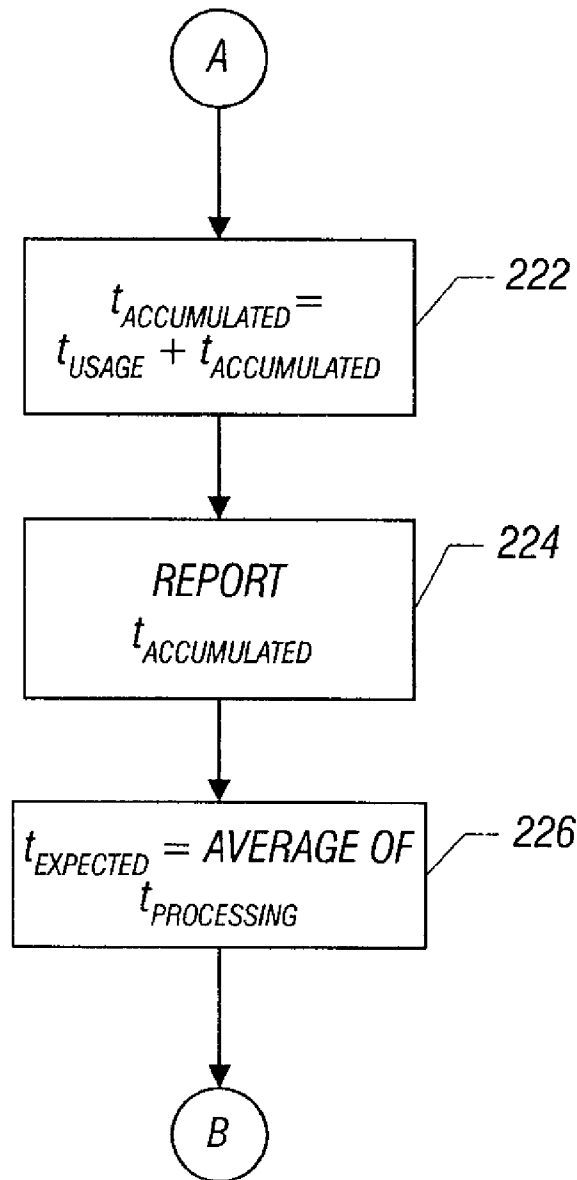 A
t_ACCUMULATED =
t_USAGE + t_ACCUMULATED
222
REPORT
t_ACCUMULATED
224
t_EXPECTED = AVERAGE OF
t_PROCESSING
226
B